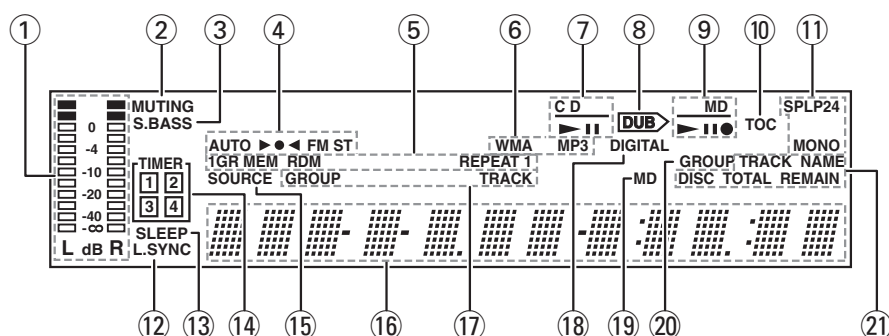 ① ② ③ ④ ⑤ ⑥ ⑦ ⑧ ⑨ ⑩ ⑪
MUTING
S.BASS
0
-4
-10
-20
-40
-∞
L dB R
TIMER
1 2
3 4
SLEEP
L.SYNC
AUTO ►●◄ FM ST
1GR MEM RDM REPEAT 1
SOURCE GROUP TRACK
WMA MP3
CD
DUB
DIGITAL
MD
TOC
SPLP24
MONO
GROUP TRACK NAME
MD DISC TOTAL REMAIN
⑫ ⑬ ⑭ ⑮ ⑯ ⑰ ⑱ ⑲ ⑳ ㉑